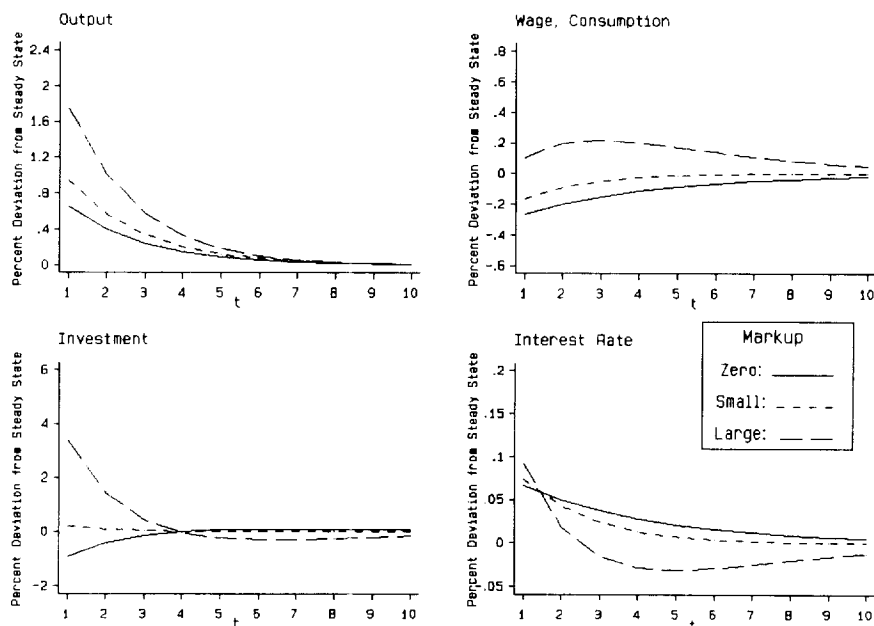 Output
Percent Deviation from Steady State
2.4
2
1.6
1.2
.8
.4
0
1 2 3 4 5 6 7 8 9 10
t
Wage, Consumption
Percent Deviation from Steady State
.8
.6
.4
.2
0
-.2
-.4
-.6
1 2 3 4 5 6 7 8 9 10
t
Investment
Percent Deviation from Steady State
6
4
2
0
-2
1 2 3 4 5 6 7 8 9 10
t
Interest Rate
Percent Deviation from Steady State
.2
.15
.1
.05
0
-.05
1 2 3 4 5 6 7 8 9 10
Markup
Zero:
Small:
Large: